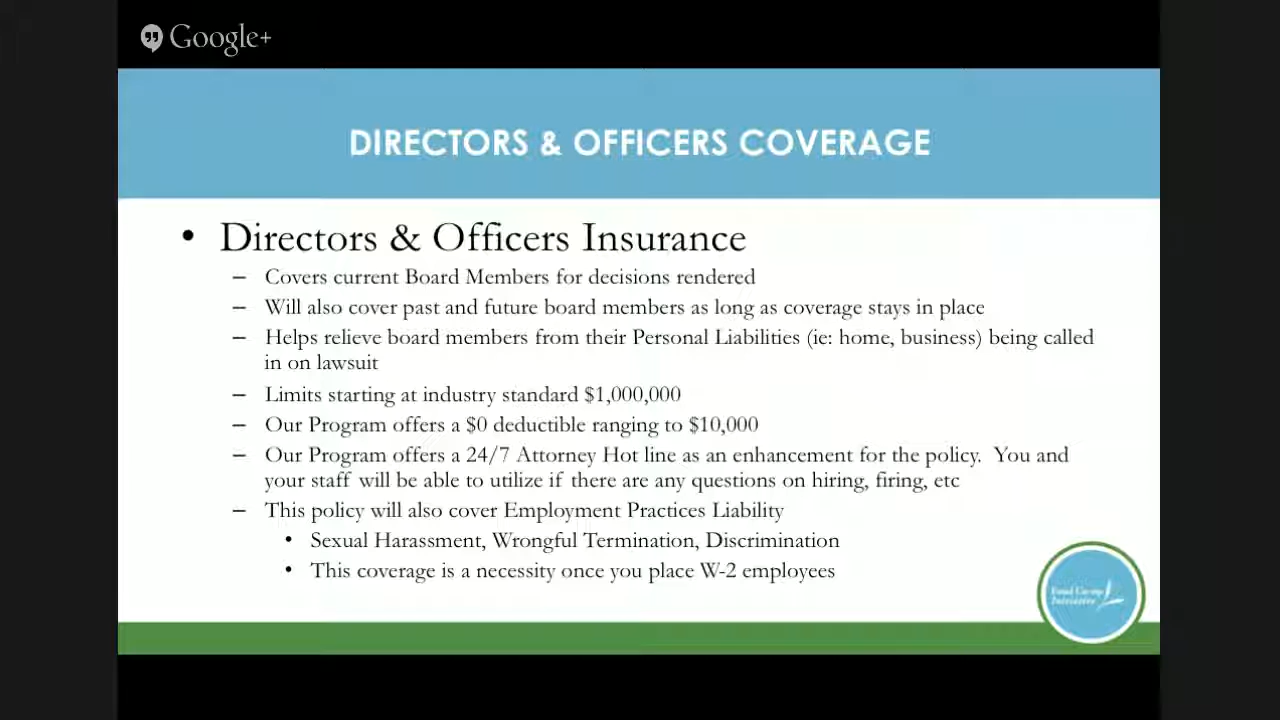 Google+
DIRECTORS & OFFICERS COVERAGE
• Directors & Officers Insurance
– Covers current Board Members for decisions rendered
– Will also cover past and future board members as long as coverage stays in place
– Helps relieve board members from their Personal Liabilities (ie: home, business) being called
in on lawsuit
– Limits starting at industry standard $1,000,000
– Our Program offers a $0 deductible ranging to $10,000
– Our Program offers a 24/7 Attorney Hot line as an enhancement for the policy. You and
your staff will be able to utilize if there are any questions on hiring, firing, etc
– This policy will also cover Employment Practices Liability
• Sexual Harassment, Wrongful Termination, Discrimination
• This coverage is a necessity once you place W-2 employees
Food Co-op
Initiative